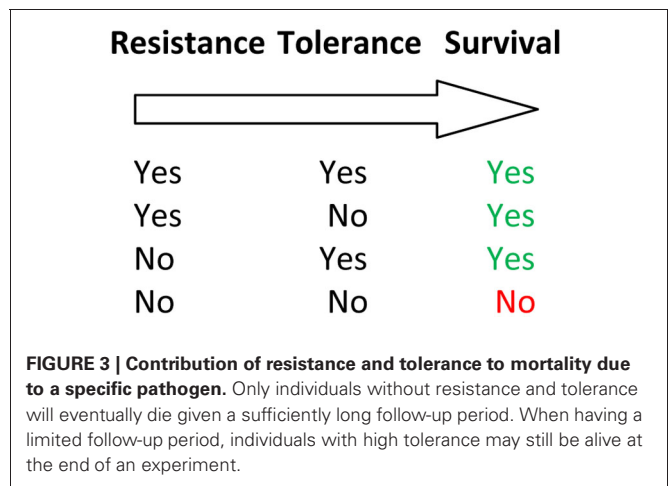 Resistance Tolerance Survival
Yes Yes Yes
Yes No Yes
No Yes Yes
No No No
FIGURE 3 | Contribution of resistance and tolerance to mortality due
to a specific pathogen. Only individuals without resistance and tolerance
will eventually die given a sufficiently long follow-up period. When having a
limited follow-up period, individuals with high tolerance may still be alive at
the end of an experiment.